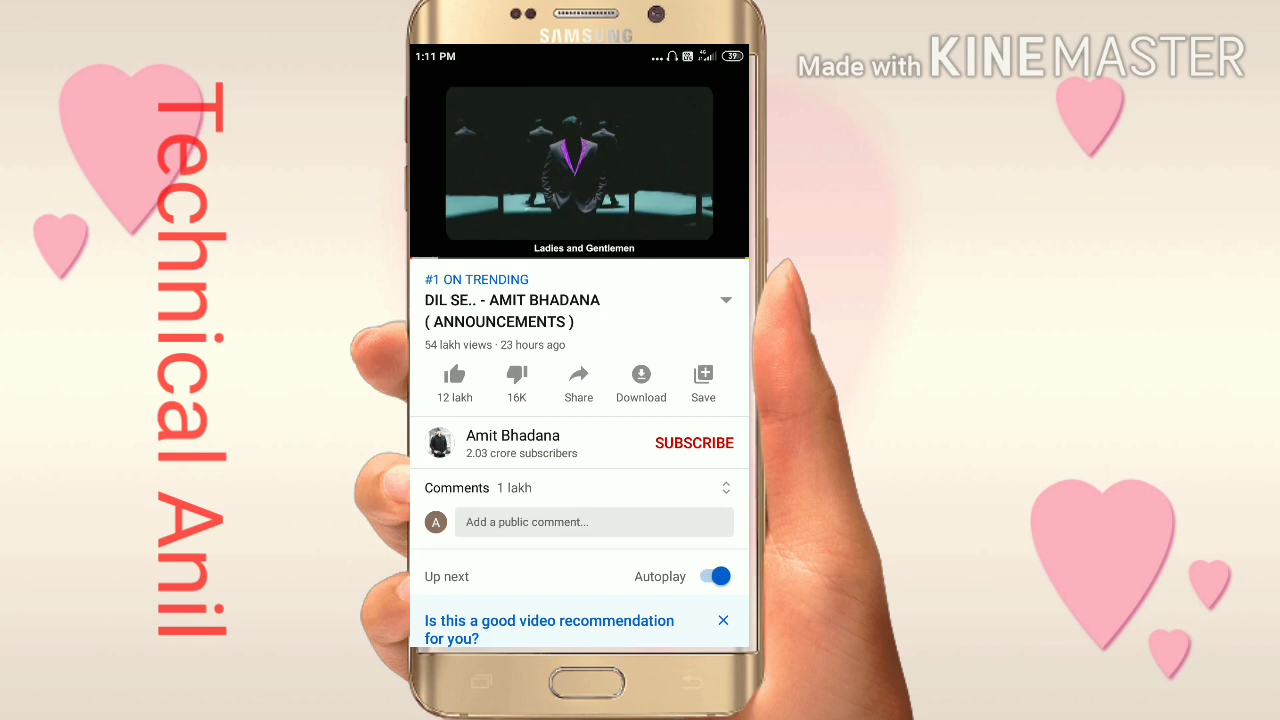 SAMSUNG
Made with KINEMASTER
Technical Anil
1:11 PM
4G
39
Ladies and Gentlemen
#1 ON TRENDING
DIL SE.. - AMIT BHADANA
( ANNOUNCEMENTS )
54 lakh views · 23 hours ago
12 lakh
16K
Share
Download
Save
Amit Bhadana
SUBSCRIBE
2.03 crore subscribers
Comments 1 lakh
A
Add a public comment...
Up next
Autoplay
Is this a good video recommendation
for you?